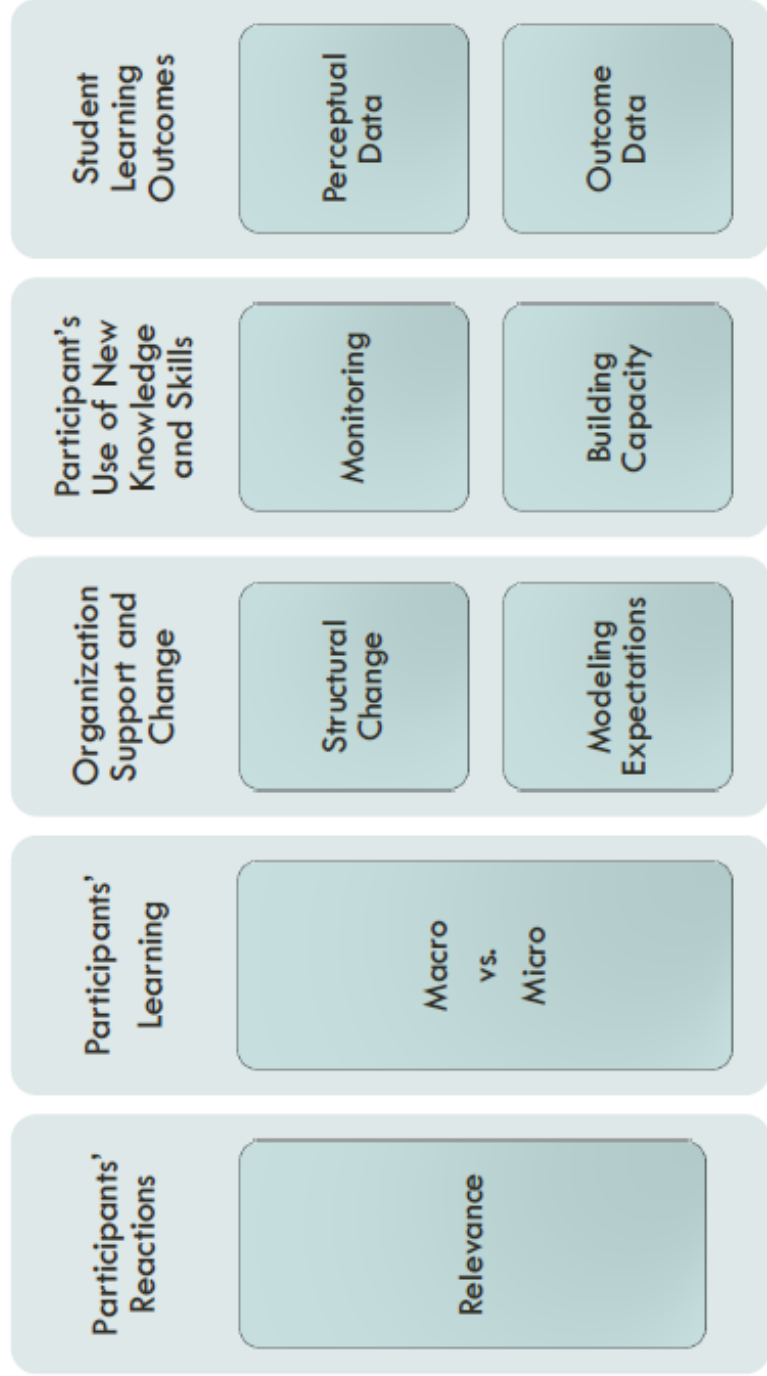 Participants’
Reactions
Relevance
Participants’
Learning
Macro
vs.
Micro
Organization
Support and
Change
Structural
Change
Modeling
Expectations
Participant’s
Use of New
Knowledge
and Skills
Monitoring
Building
Capacity
Student
Learning
Outcomes
Perceptual
Data
Outcome
Data